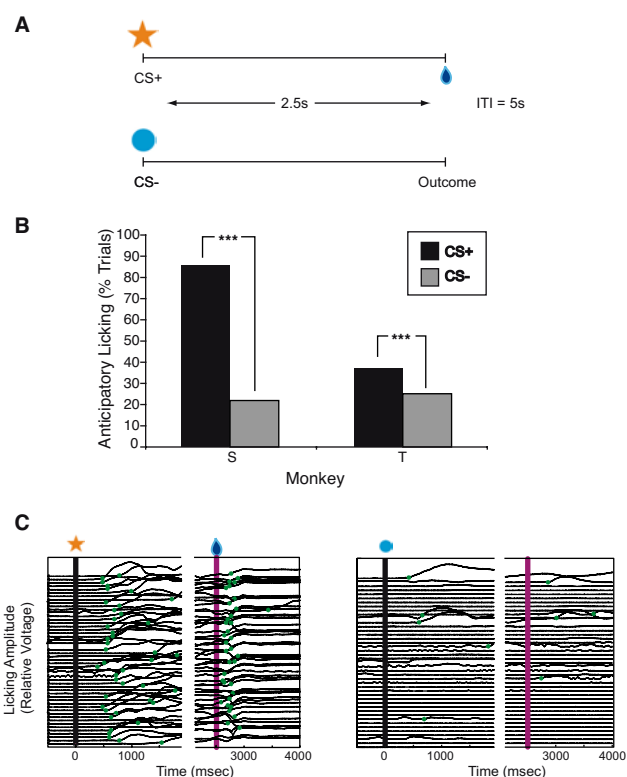 A
CS+
2.5s
ITI = 5s
CS-
Outcome
B
Anticipatory Licking (% Trials)
100
90
80
70
60
50
40
30
20
10
0
***
***
CS+
CS-
S
T
Monkey
C
Licking Amplitude
(Relative Voltage)
0 1000 3000 4000
Time (msec)
0 1000 3000 4000
Time (msec)